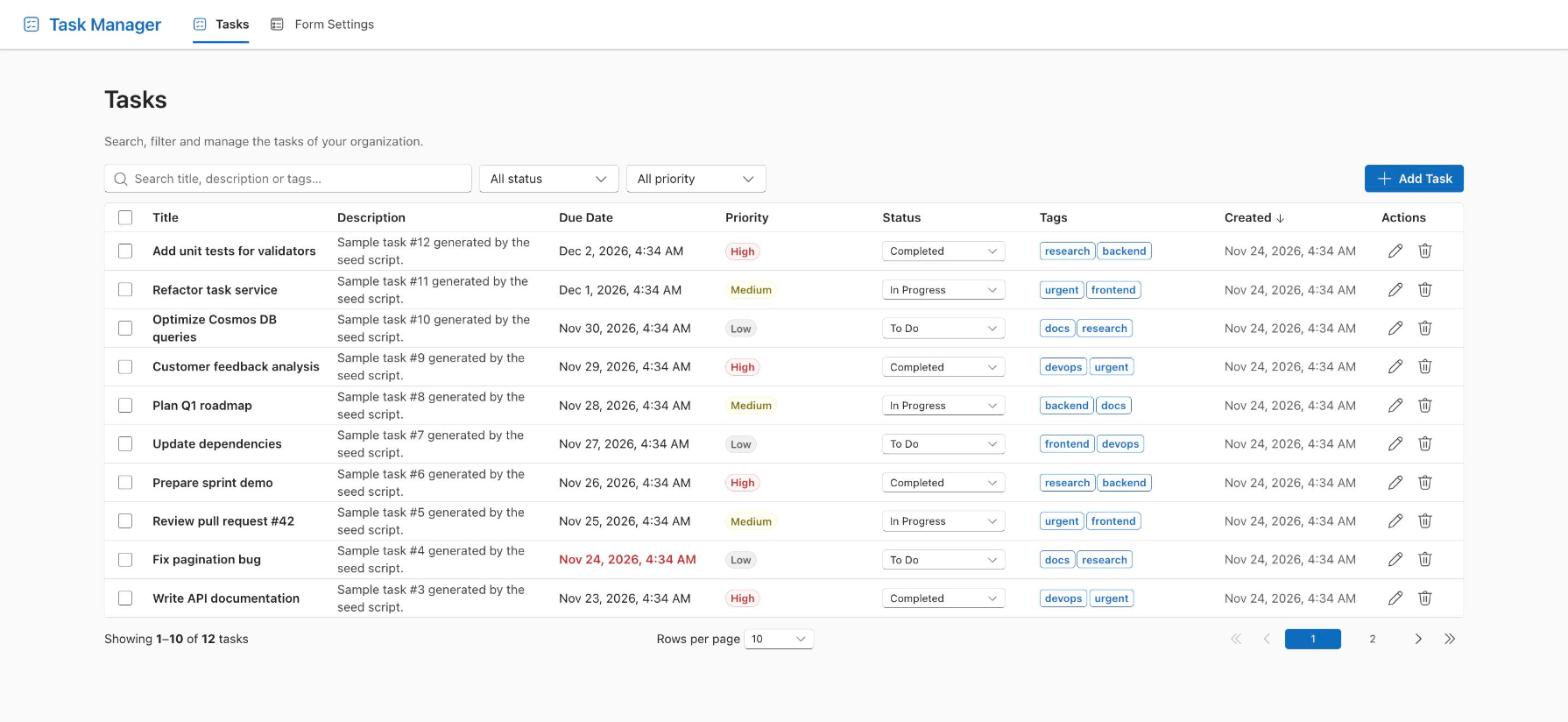 Task Manager Tasks Form Settings
Tasks
Search, filter and manage the tasks of your organization.
Search title, description or tags... All status All priority Add Task
Title Description Due Date Priority Status Tags Created ↓ Actions
Add unit tests for validators Sample task #12 generated by the seed script. Dec 2, 2026, 4:34 AM High Completed research backend Nov 24, 2026, 4:34 AM
Refactor task service Sample task #11 generated by the seed script. Dec 1, 2026, 4:34 AM Medium In Progress urgent frontend Nov 24, 2026, 4:34 AM
Optimize Cosmos DB queries Sample task #10 generated by the seed script. Nov 30, 2026, 4:34 AM Low To Do docs research Nov 24, 2026, 4:34 AM
Customer feedback analysis Sample task #9 generated by the seed script. Nov 29, 2026, 4:34 AM High Completed devops urgent Nov 24, 2026, 4:34 AM
Plan Q1 roadmap Sample task #8 generated by the seed script. Nov 28, 2026, 4:34 AM Medium In Progress backend docs Nov 24, 2026, 4:34 AM
Update dependencies Sample task #7 generated by the seed script. Nov 27, 2026, 4:34 AM Low To Do frontend devops Nov 24, 2026, 4:34 AM
Prepare sprint demo Sample task #6 generated by the seed script. Nov 26, 2026, 4:34 AM High Completed research backend Nov 24, 2026, 4:34 AM
Review pull request #42 Sample task #5 generated by the seed script. Nov 25, 2026, 4:34 AM Medium In Progress urgent frontend Nov 24, 2026, 4:34 AM
Fix pagination bug Sample task #4 generated by the seed script. Nov 24, 2026, 4:34 AM Low To Do docs research Nov 24, 2026, 4:34 AM
Write API documentation Sample task #3 generated by the seed script. Nov 23, 2026, 4:34 AM High Completed devops urgent Nov 24, 2026, 4:34 AM
Showing 1–10 of 12 tasks Rows per page 10 1 2